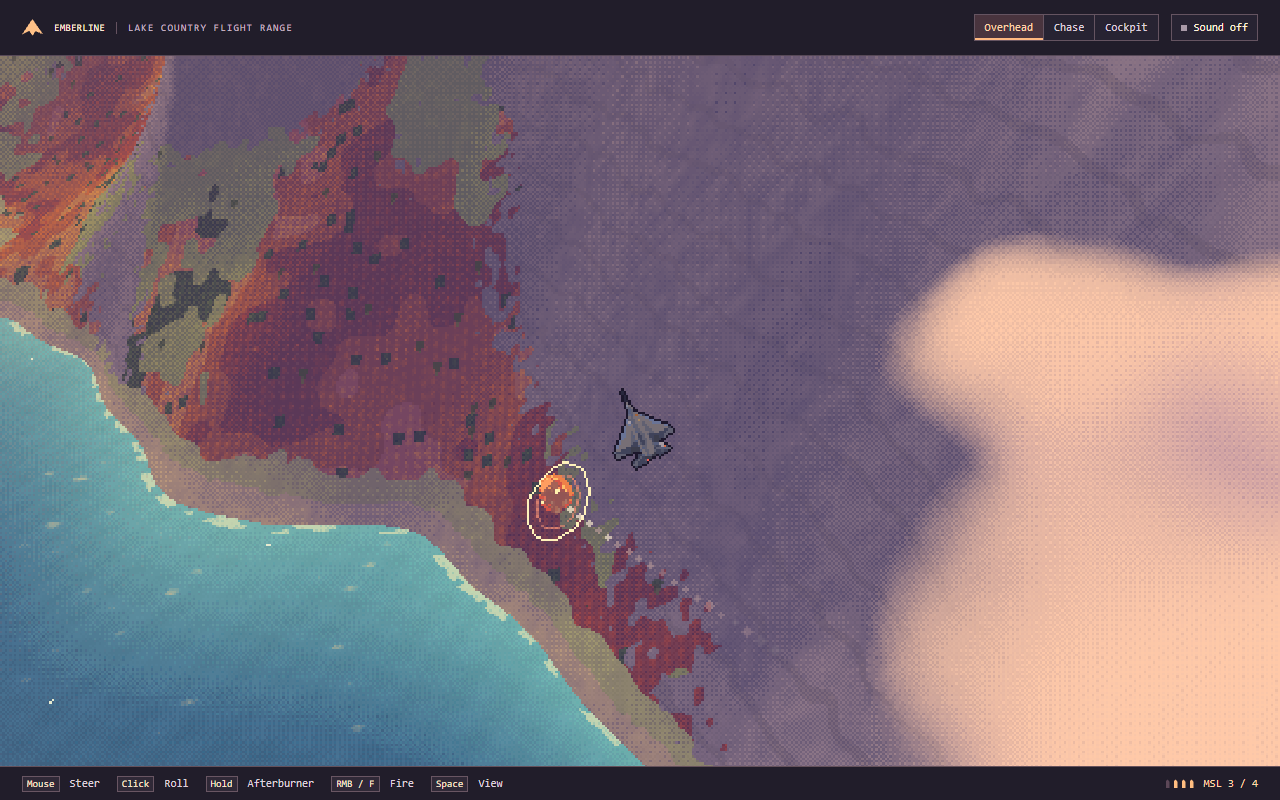 EMBERLINE LAKE COUNTRY FLIGHT RANGE
Overhead Chase Cockpit Sound off
Mouse Steer Click Roll Hold Afterburner RMB / F Fire Space View
MSL 3 / 4